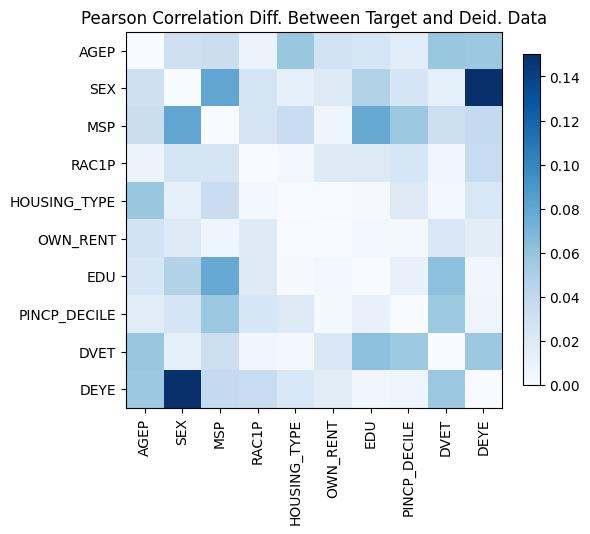 Pearson Correlation Diff. Between Target and Deid. Data
AGEP
SEX
MSP
RAC1P
HOUSING_TYPE
OWN_RENT
EDU
PINCP_DECILE
DVET
DEYE
AGEP
SEX
MSP
RAC1P
HOUSING_TYPE
OWN_RENT
EDU
PINCP_DECILE
DVET
DEYE
0.14
0.12
0.10
0.08
0.06
0.04
0.02
0.00